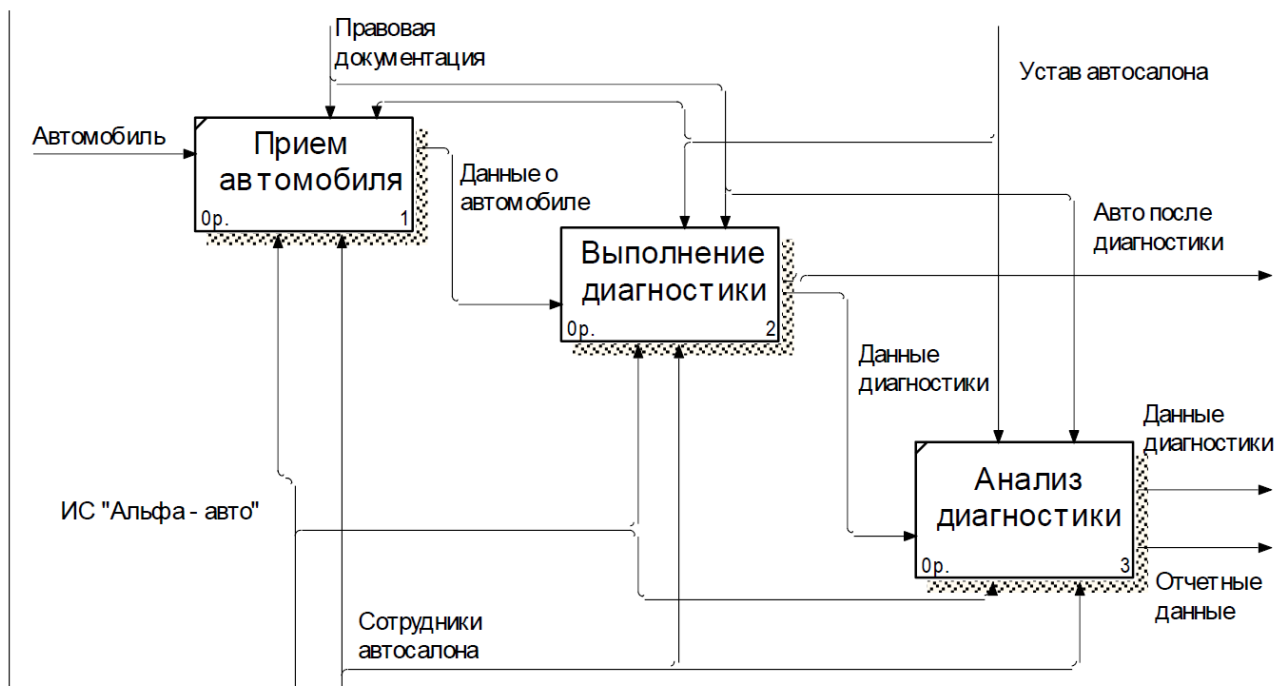 Правовая
документация
Устав автосалона
Автомобиль
Прием
автомобиля
0р.
1
Данные о
автомобиле
Авто после
диагностики
Выполнение
диагностики
0р.
2
Данные
диагностики
Данные
диагностики
Анализ
диагностики
0р.
3
ИС "Альфа - авто"
Отчетные
данные
Сотрудники
автосалона